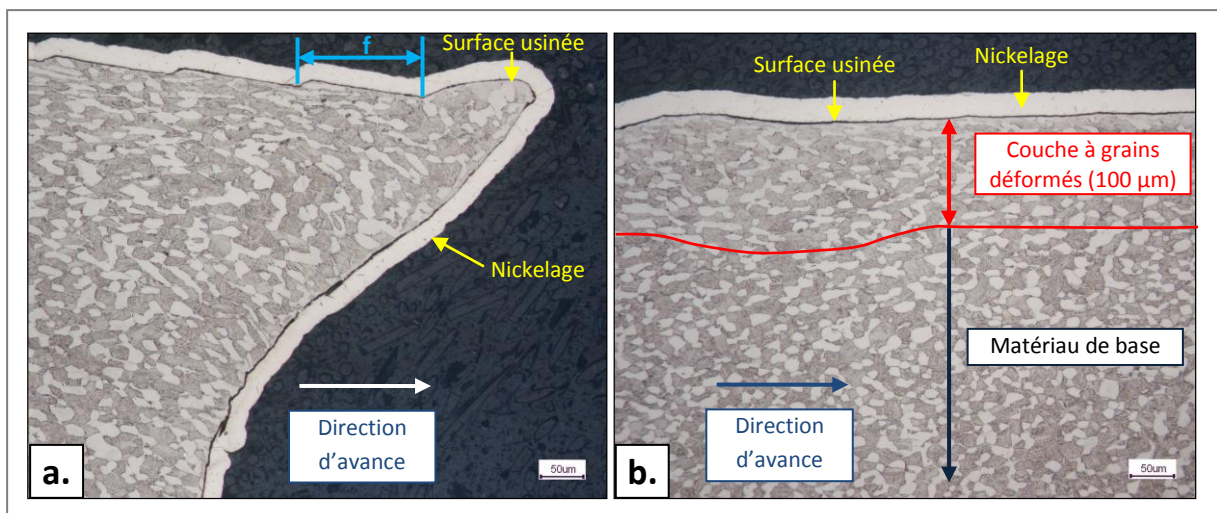 f
Surface usinée
Nickelage
Direction
d'avance
50um
a.
Surface usinée
Nickelage
Couche à grains
déformés (100 µm)
Matériau de base
Direction
d'avance
50um
b.